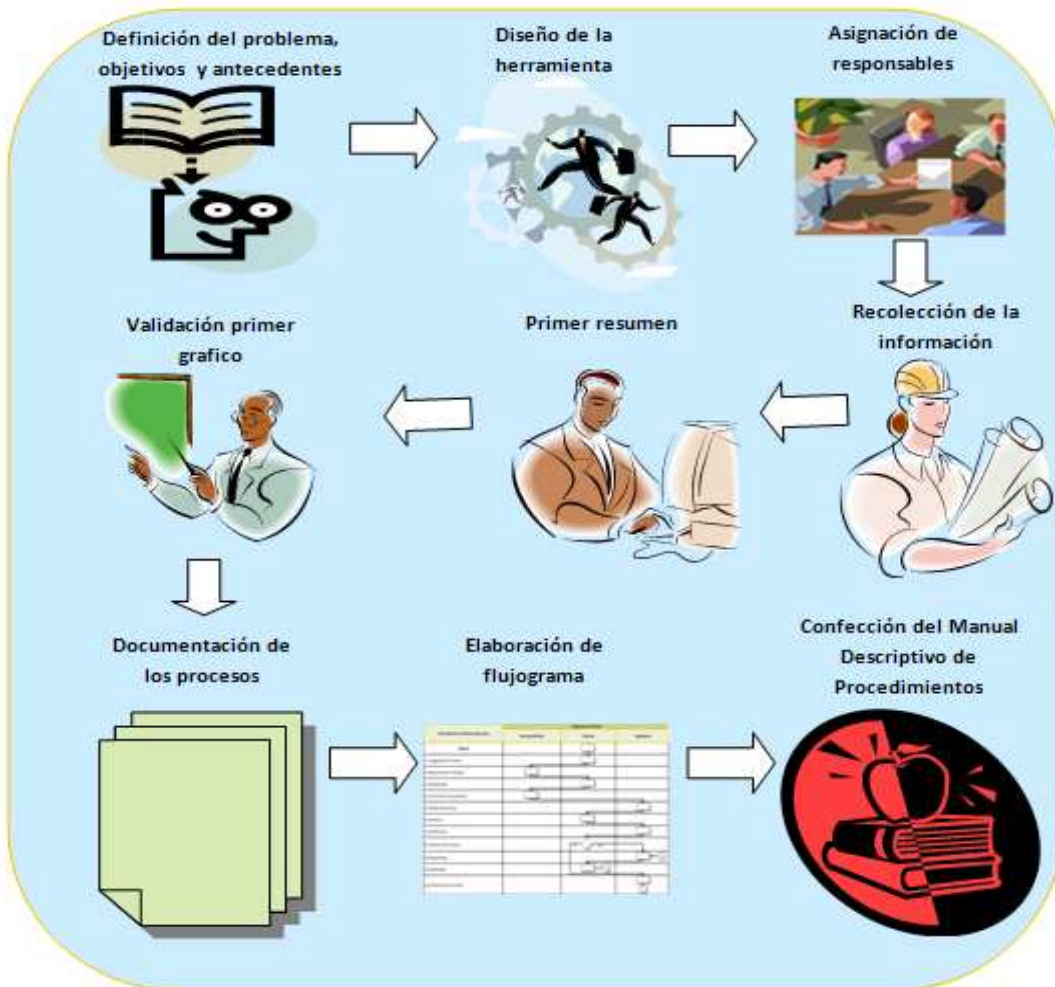 Definición del problema,
objetivos y antecedentes
Diseño de la
herramienta
Asignación de
responsables
Recolección de la
información
Primer resumen
Validación primer
grafico
Documentación de
los procesos
Elaboración de
flujograma
Confección del Manual
Descriptivo de
Procedimientos